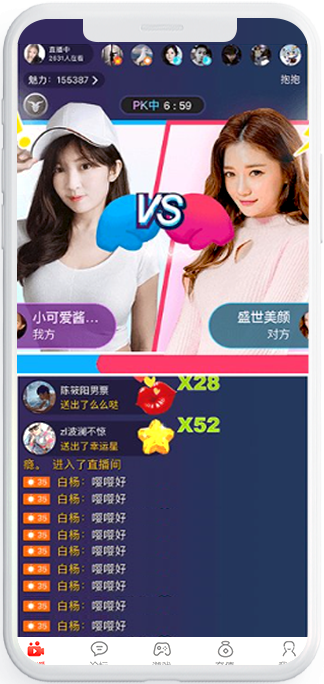 直播中
2631人在看
魅力: 155387 >
抱抱
PK中 6:59
VS
小可爱酱...
我方
盛世美颜
对方
陈筱阳男票
送出了么么哒
X28
zl波澜不惊
送出了幸运星
X52
瘾。 进入了直播间
35 白杨: 嘤嘤好
35 白杨: 嘤嘤好
35 白杨: 嘤嘤好
35 白杨: 嘤嘤好
35 白杨: 嘤嘤好
35 白杨: 嘤嘤好
35 白杨: 嘤嘤好
35 白杨: 嘤嘤好